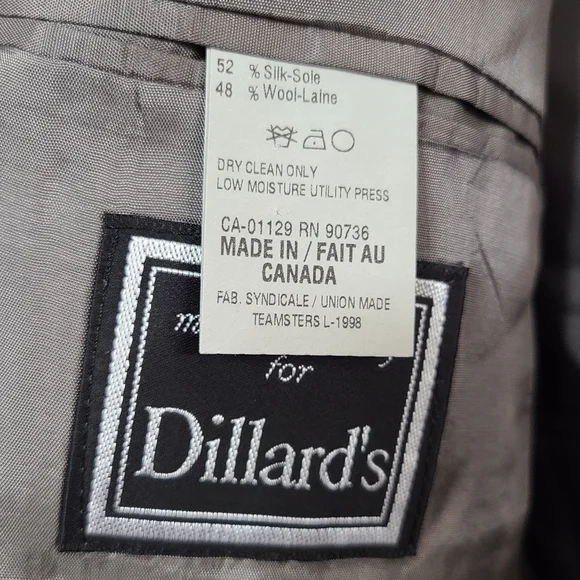 52 % Silk-Sole
48 % Wool-Laine
DRY CLEAN ONLY
LOW MOISTURE UTILITY PRESS
CA-01129 RN 90736
MADE IN / FAIT AU
CANADA
FAB. SYNDICALE / UNION MADE
TEAMSTERS L-1998
for
Dillard's